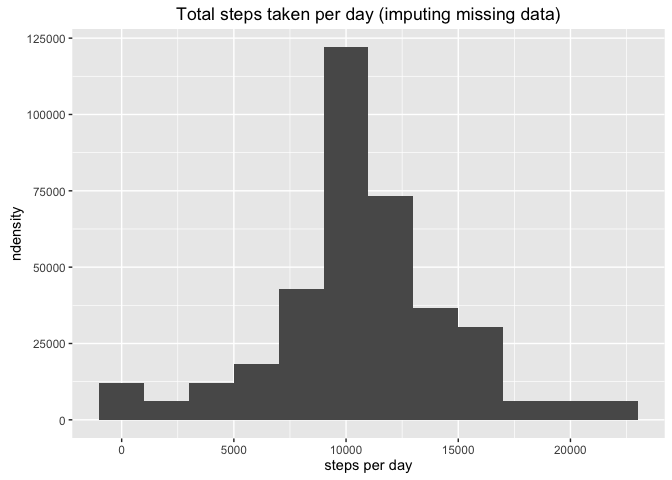 Total steps taken per day (imputing missing data)
125000
100000
75000
50000
25000
0
ndensity
0 5000 10000 15000 20000
steps per day